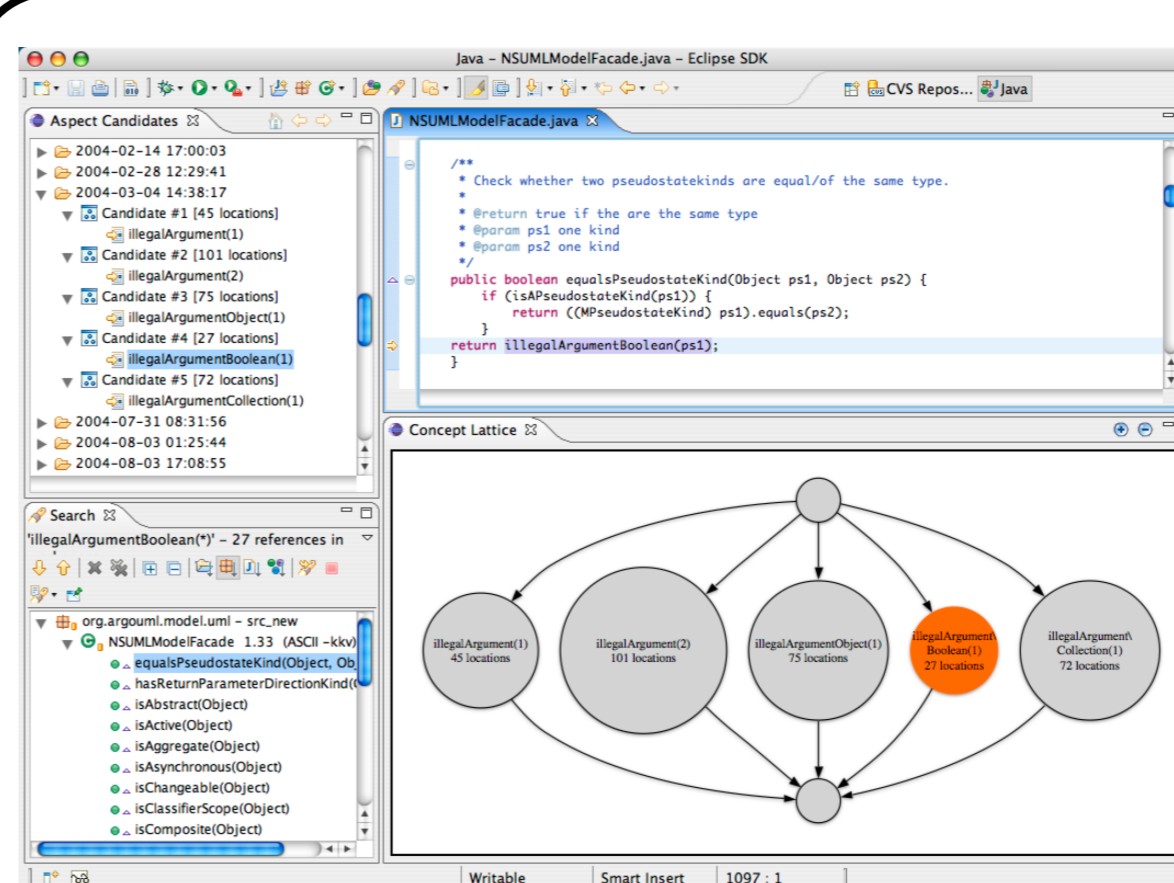 Java – NSUMLModelFacade.java – Eclipse SDK
CVS Repos... Java
Aspect Candidates
2004-02-14 17:00:03
2004-02-28 12:29:41
2004-03-04 14:38:17
Candidate #1 [45 locations]
illegalArgument(1)
Candidate #2 [101 locations]
illegalArgument(2)
Candidate #3 [75 locations]
illegalArgumentObject(1)
Candidate #4 [27 locations]
illegalArgumentBoolean(1)
Candidate #5 [72 locations]
illegalArgumentCollection(1)
2004-07-31 08:31:56
2004-08-03 01:25:44
2004-08-03 17:08:55
NSUMLModelFacade.java
/**
* Check whether two pseudostatekinds are equal/of the same type.
*
* @return true if the are the same type
* @param ps1 one kind
* @param ps2 one kind
*/
public boolean equalsPseudostateKind(Object ps1, Object ps2) {
if (isAPseudostateKind(ps1)) {
return ((MPseudostateKind) ps1).equals(ps2);
}
return illegalArgumentBoolean(ps1);
}
Search
'illegalArgumentBoolean(*)' – 27 references in
org.argouml.model.uml – src_new
NSUMLModelFacade 1.33 (ASCII -kkv)
equalsPseudostateKind(Object, Obj
hasReturnParameterDirectionKind(O
isAbstract(Object)
isActive(Object)
isAggregate(Object)
isAsynchronous(Object)
isChangeable(Object)
isClassifierScope(Object)
isComposite(Object)
Concept Lattice
illegalArgument(1)
45 locations
illegalArgument(2)
101 locations
illegalArgumentObject(1)
75 locations
illegalArgument\
Boolean(1)
27 locations
illegalArgument\
Collection(1)
72 locations
Writable Smart Insert 1097 : 1